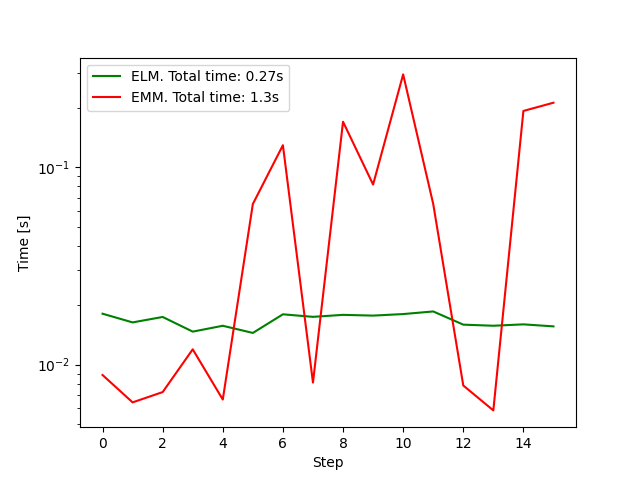 ELM. Total time: 0.27s
EMM. Total time: 1.3s
Time [s]
10⁻¹
10⁻²
0 2 4 6 8 10 12 14
Step